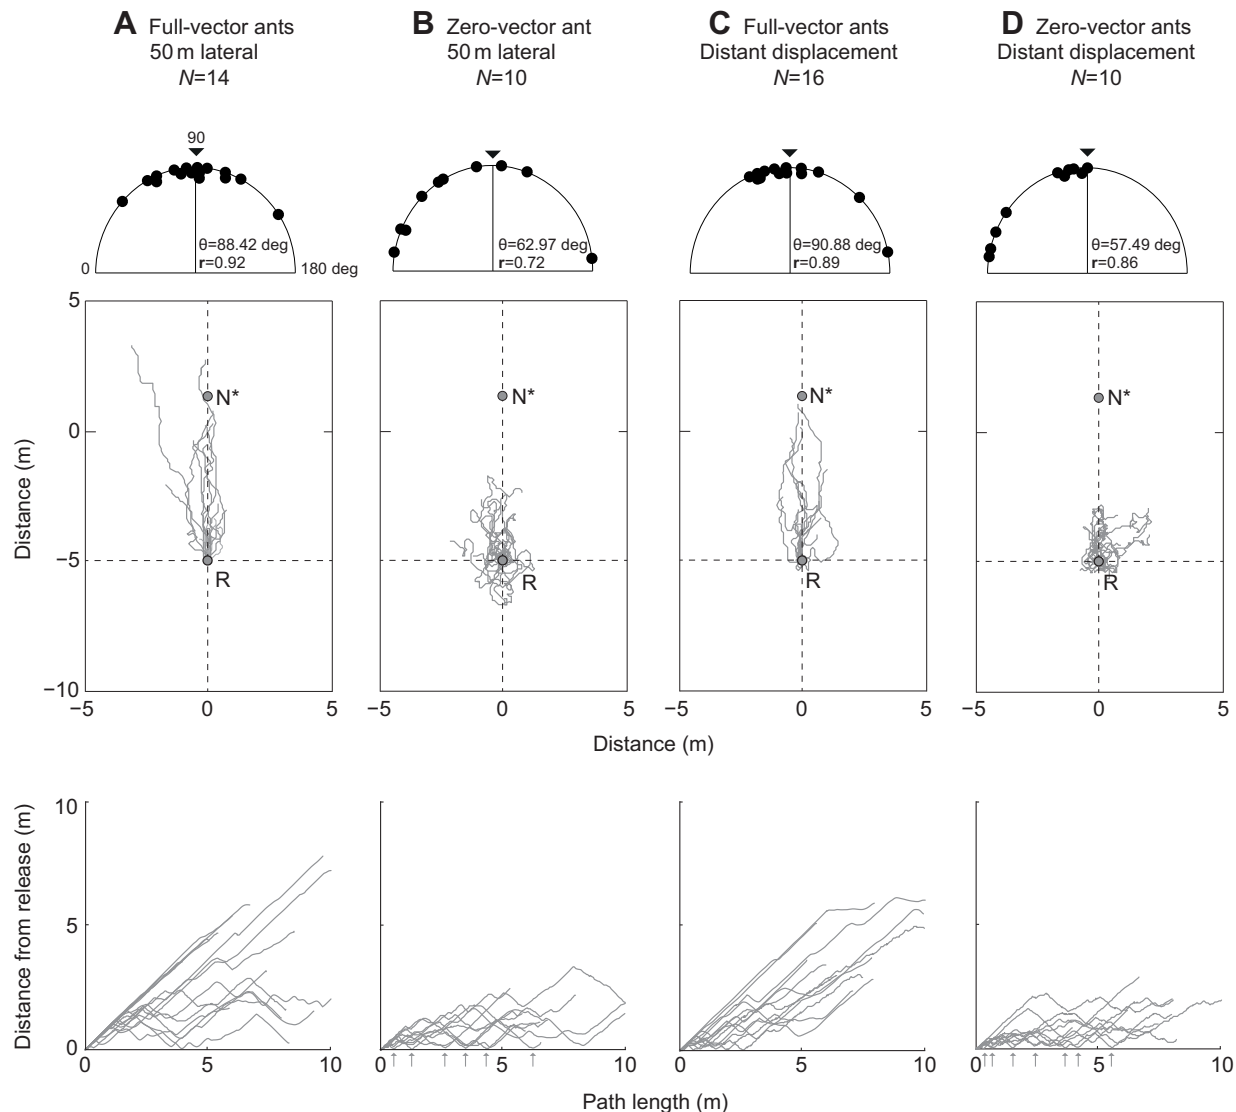 A Full-vector ants
50 m lateral
N=14
B Zero-vector ant
50 m lateral
N=10
C Full-vector ants
Distant displacement
N=16
D Zero-vector ants
Distant displacement
N=10
90
θ=88.42 deg
r=0.92
0
180 deg
θ=62.97 deg
r=0.72
θ=90.88 deg
r=0.89
θ=57.49 deg
r=0.86
5
0
−5
−10
Distance (m)
N*
R
N*
R
N*
R
N*
R
−5 0 5
−5 0 5
−5 0 5
−5 0 5
Distance (m)
10
5
0
Distance from release (m)
0 5 10
0 5 10
0 5 10
0 5 10
Path length (m)